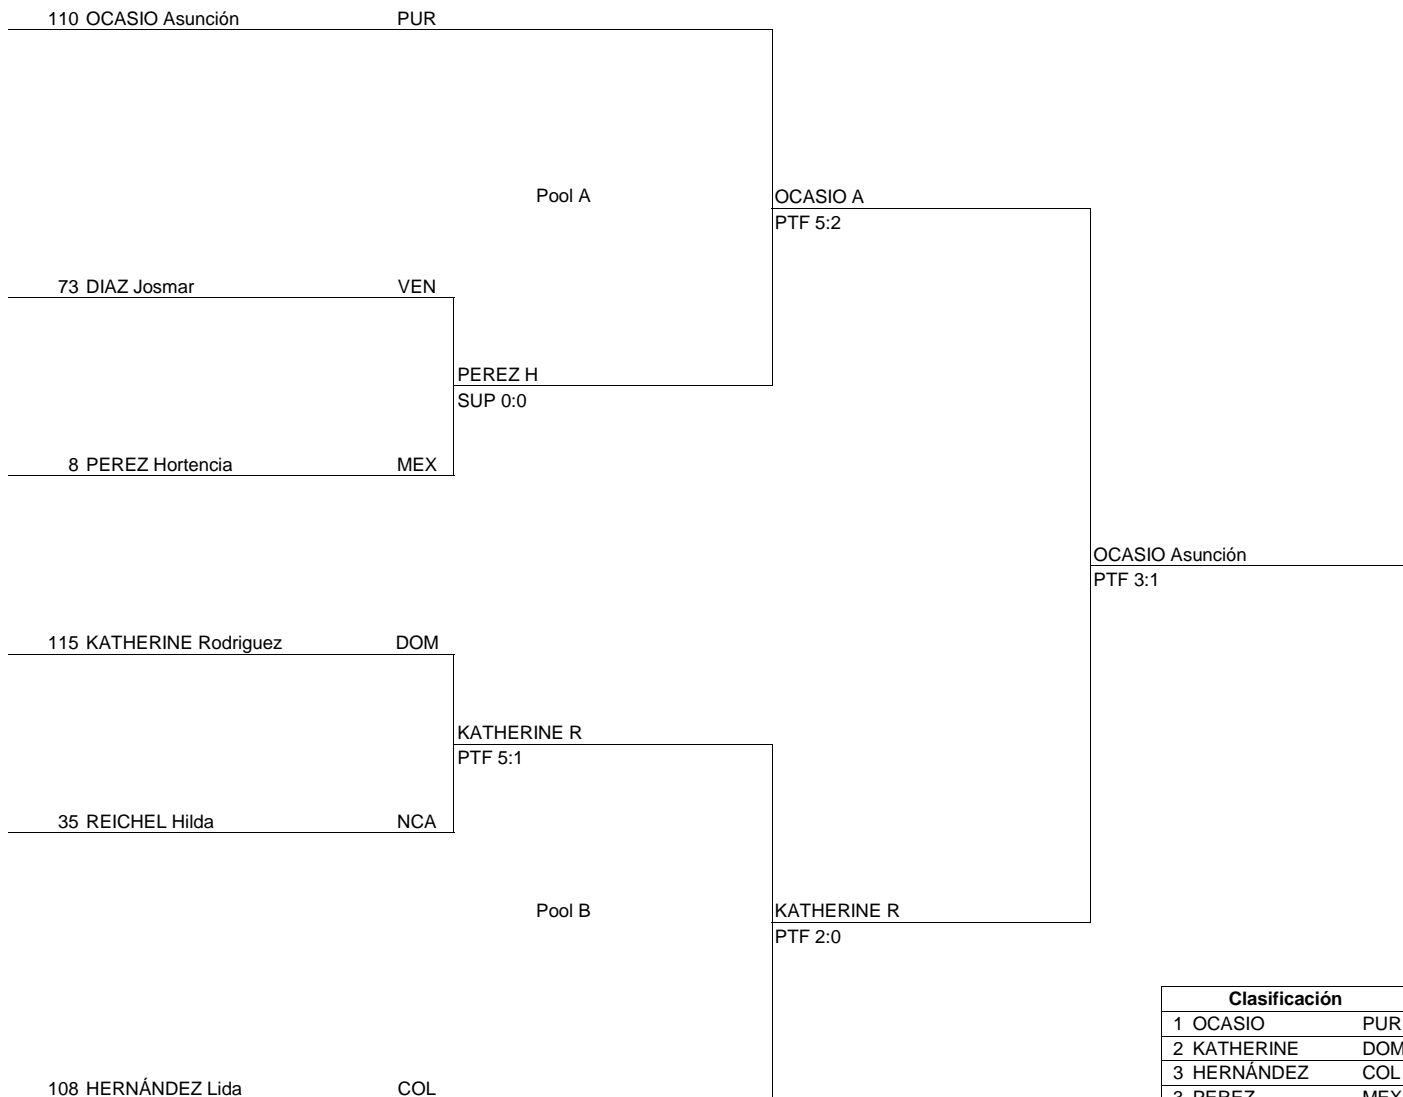 110 OCASIO Asunción PUR
Pool A
OCASIO A
PTF 5:2
73 DIAZ Josmar VEN
PEREZ H
SUP 0:0
8 PEREZ Hortencia MEX
OCASIO Asunción
PTF 3:1
115 KATHERINE Rodriguez DOM
KATHERINE R
PTF 5:1
35 REICHEL Hilda NCA
Pool B
KATHERINE R
PTF 2:0
Clasificación
1 OCASIO PUR
2 KATHERINE DOM
3 HERNÁNDEZ COL
3 PEREZ MEX
108 HERNÁNDEZ Lida COL